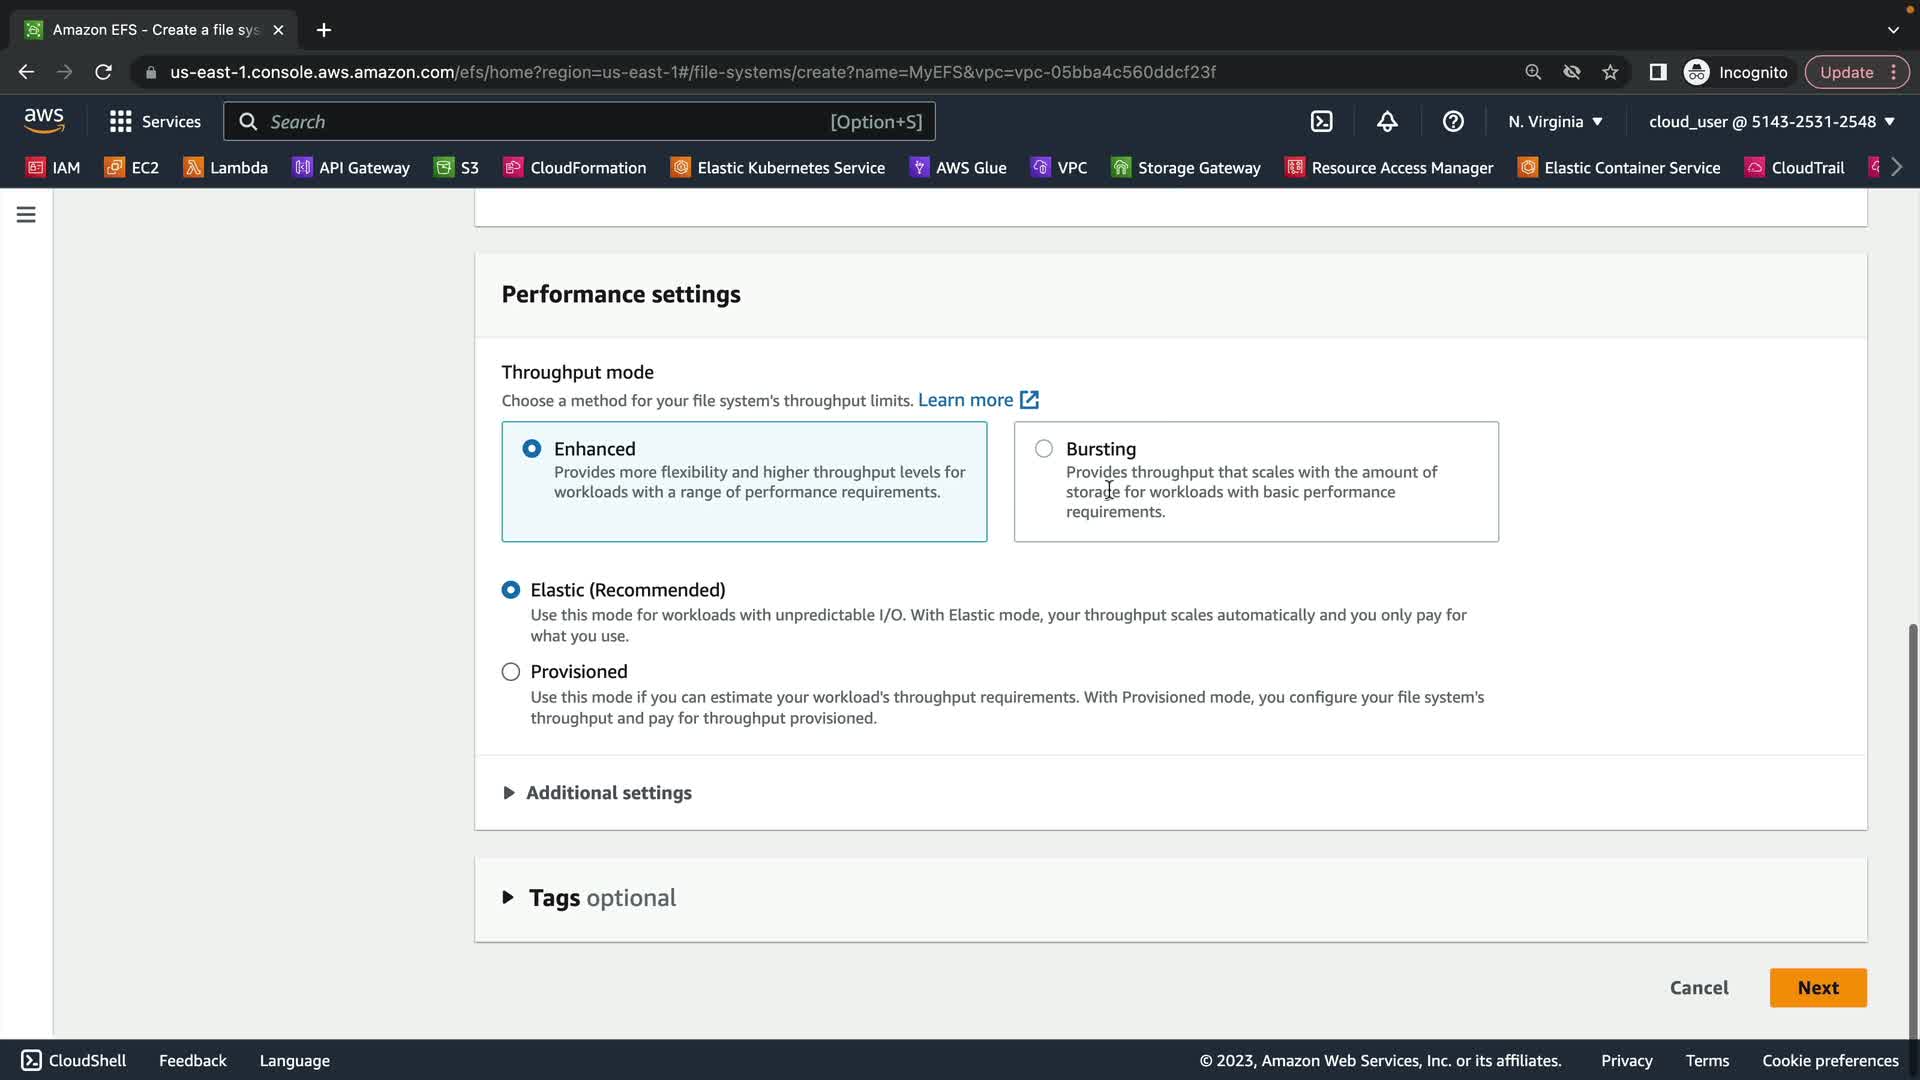 Amazon EFS - Create a file sys
us-east-1.console.aws.amazon.com/efs/home?region=us-east-1#/file-systems/create?name=MyEFS&vpc=vpc-05bba4c560ddcf23f
Incognito
Update
aws
Services
Search
[Option+S]
N. Virginia
cloud_user @ 5143-2531-2548
IAM
EC2
Lambda
API Gateway
S3
CloudFormation
Elastic Kubernetes Service
AWS Glue
VPC
Storage Gateway
Resource Access Manager
Elastic Container Service
CloudTrail
Performance settings
Throughput mode
Choose a method for your file system's throughput limits. Learn more
Enhanced
Provides more flexibility and higher throughput levels for
workloads with a range of performance requirements.
Bursting
Provides throughput that scales with the amount of
storage for workloads with basic performance
requirements.
Elastic (Recommended)
Use this mode for workloads with unpredictable I/O. With Elastic mode, your throughput scales automatically and you only pay for
what you use.
Provisioned
Use this mode if you can estimate your workload's throughput requirements. With Provisioned mode, you configure your file system's
throughput and pay for throughput provisioned.
Additional settings
Tags optional
Cancel
Next
CloudShell
Feedback
Language
© 2023, Amazon Web Services, Inc. or its affiliates.
Privacy
Terms
Cookie preferences